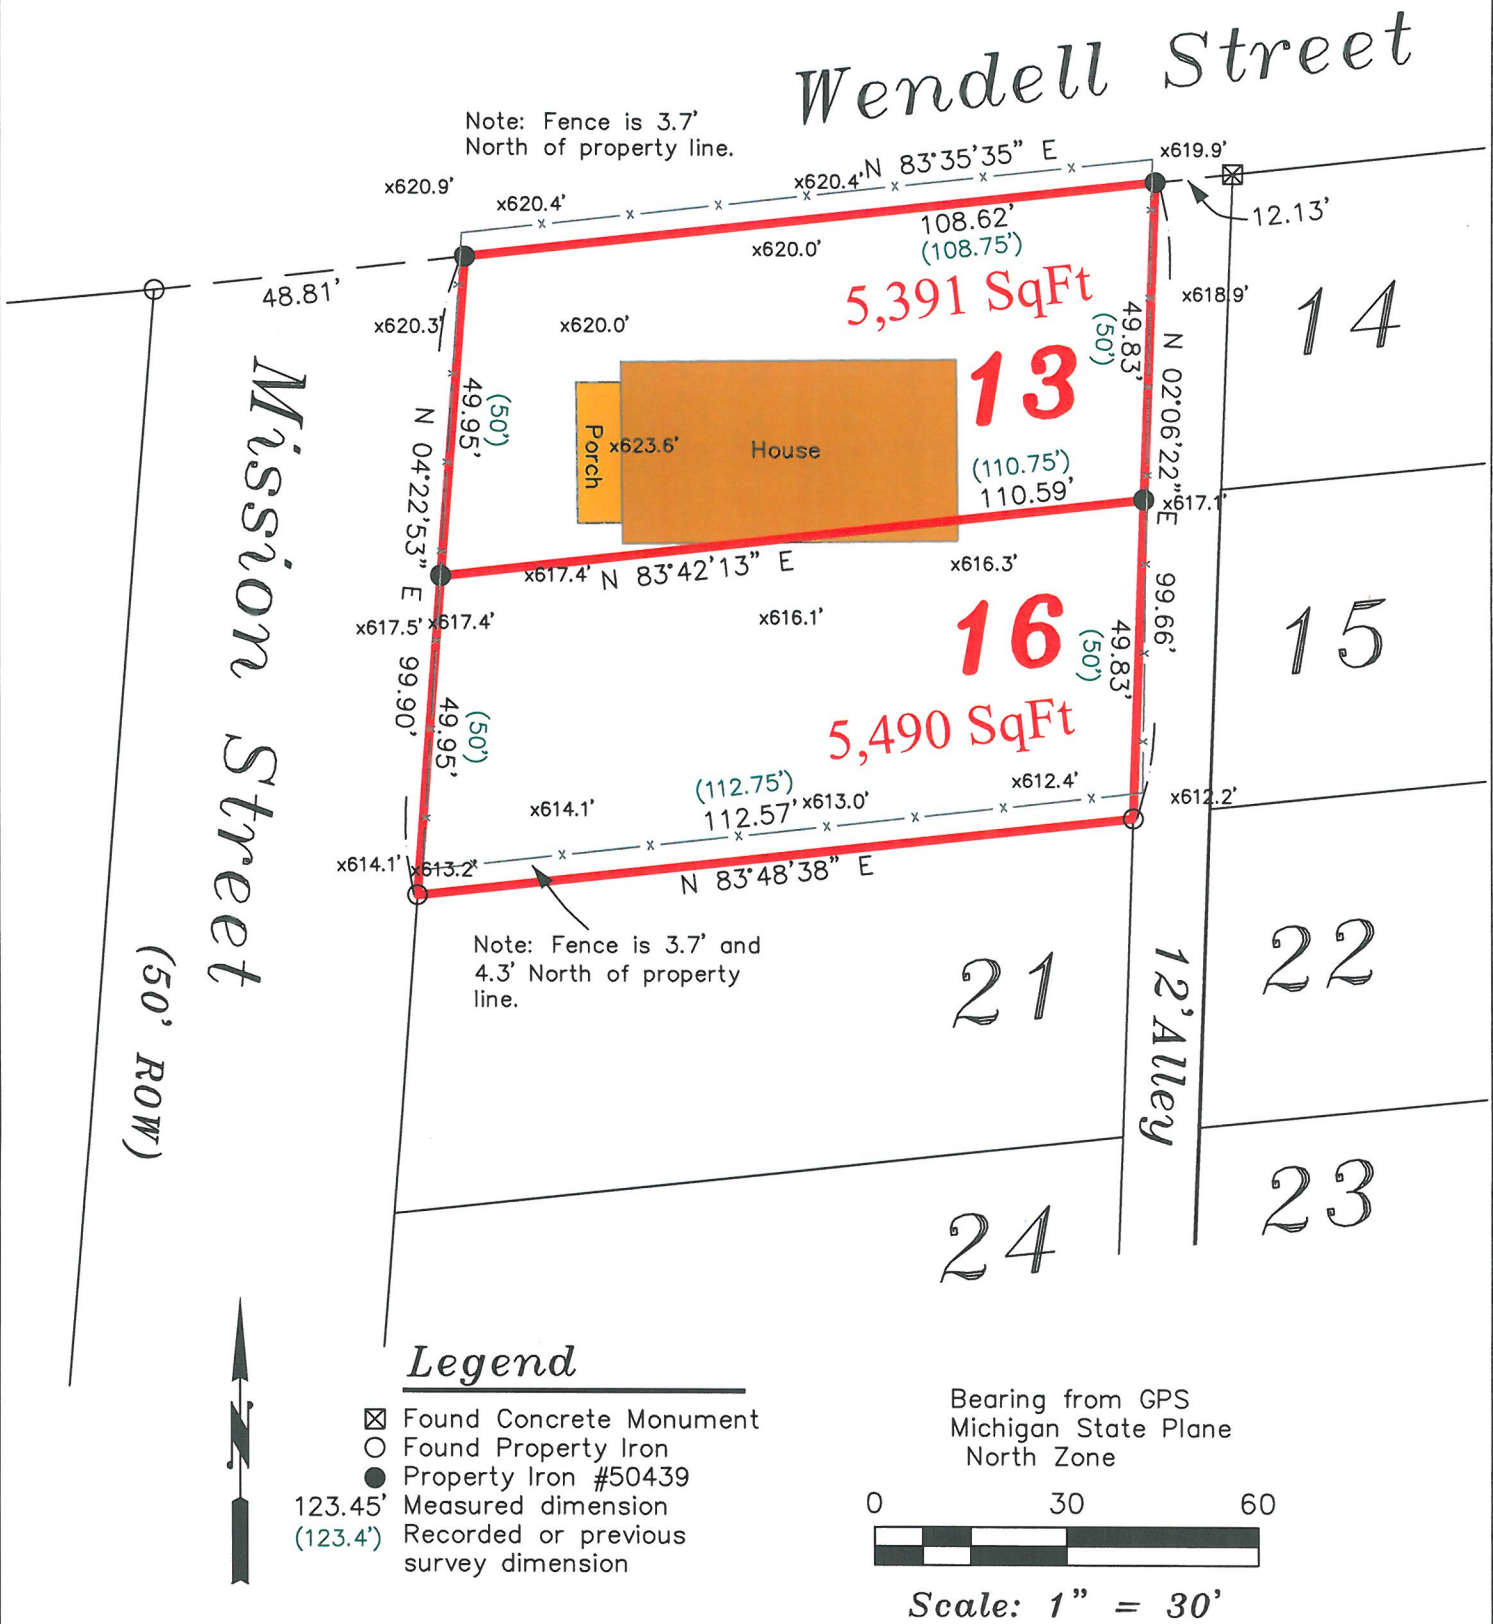 Wendell Street
Note: Fence is 3.7'
North of property line.
N 83°35'35" E
x619.9'
x620.9'
x620.4'
x620.4'
12.13'
108.62'
(108.75')
x620.0'
48.81'
5,391 SqFt
x618.9'
14
x620.3'
x620.0'
49.83'
(50')
N 02°06'22" E
99.66'
13
Mission Street
(50' ROW)
49.95'
(50')
N 04°22'53" E
99.90'
Porch
x623.6'
House
(110.75')
110.59'
x617.1'
x617.4'
N 83°42'13" E
x616.3'
x617.5'
x617.4'
x616.1'
16
49.83'
(50')
15
49.95'
(50')
5,490 SqFt
(112.75')
112.57'
x613.0'
x612.4'
x612.2'
x614.1'
x614.1'
x613.2'
N 83°48'38" E
Note: Fence is 3.7' and
4.3' North of property
line.
21
12' Alley
22
24
23
Legend
Found Concrete Monument
Found Property Iron
Property Iron #50439
123.45' Measured dimension
(123.4') Recorded or previous
survey dimension
N
Bearing from GPS
Michigan State Plane
North Zone
0 30 60
Scale: 1" = 30'